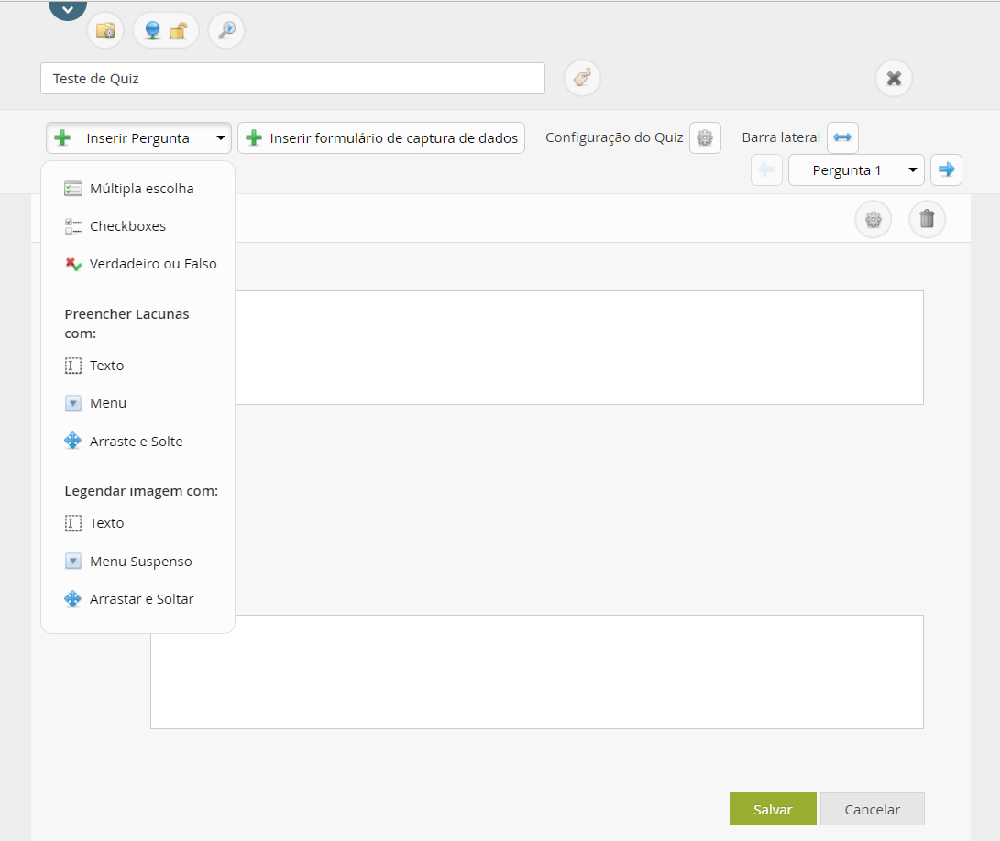 Teste de Quiz
Inserir Pergunta
Inserir formulário de captura de dados
Configuração do Quiz
Barra lateral
Pergunta 1
Múltipla escolha
Checkboxes
Verdadeiro ou Falso
Preencher Lacunas
com:
Texto
Menu
Arraste e Solte
Legendar imagem com:
Texto
Menu Suspenso
Arrastar e Soltar
Salvar
Cancelar